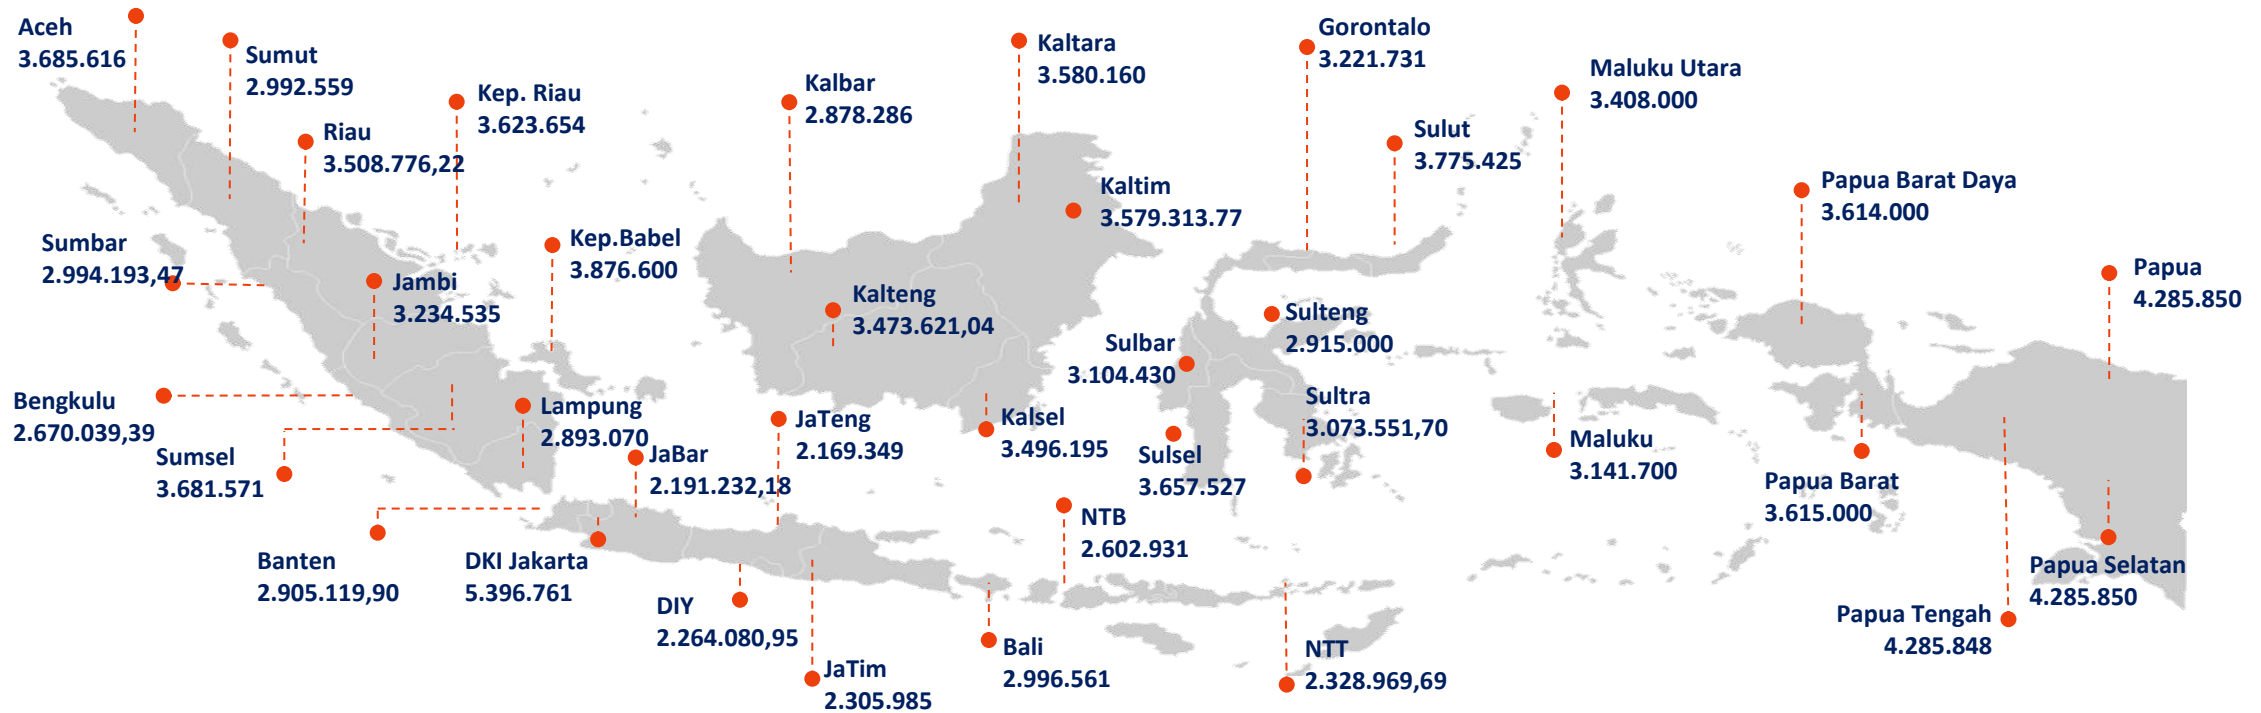 Aceh
3.685.616
Sumut
2.992.559
Kep. Riau
3.623.654
Riau
3.508.776,22
Sumbar
2.994.193,47
Jambi
3.234.535
Kep.Babel
3.876.600
Bengkulu
2.670.039,39
Sumsel
3.681.571
Lampung
2.893.070
Banten
2.905.119,90
DKI Jakarta
5.396.761
JaBar
2.191.232,18
JaTeng
2.169.349
DIY
2.264.080,95
JaTim
2.305.985
Bali
2.996.561
NTB
2.602.931
NTT
2.328.969,69
Kalbar
2.878.286
Kalteng
3.473.621,04
Kalsel
3.496.195
Kaltara
3.580.160
Kaltim
3.579.313.77
Gorontalo
3.221.731
Sulut
3.775.425
Sulteng
2.915.000
Sulbar
3.104.430
Sultra
3.073.551,70
Sulsel
3.657.527
Maluku Utara
3.408.000
Maluku
3.141.700
Papua Barat Daya
3.614.000
Papua Barat
3.615.000
Papua
4.285.850
Papua Selatan
4.285.850
Papua Tengah
4.285.848